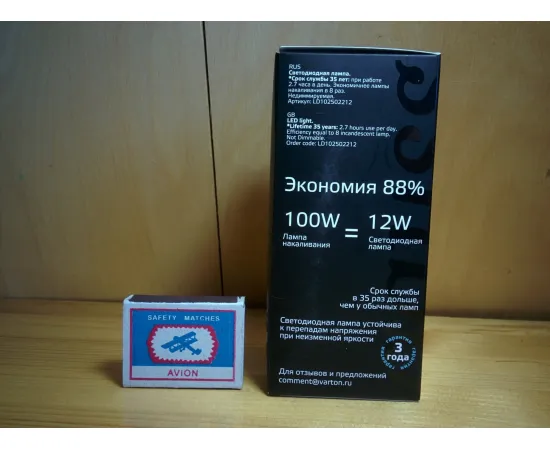 RUS
Светодиодная лампа.
*Срок службы 35 лет: при работе
2.7 часа в день. Экономичнее лампы
накаливания в 8 раз.
Недиммируемая.
Артикул: LD102502212
GB
LED light.
*Lifetime 35 years: 2.7 hours use per day.
Efficiency equal to 8 incandescent lamp.
Not Dimmable.
Order code: LD102502212
Экономия 88%
100W = 12W
Лампа накаливания
Светодиодная лампа
Срок службы
в 35 раз дольше,
чем у обычных ламп
Светодиодная лампа устойчива
к перепадам напряжения
при неизменной яркости
гарантия
3
года
Для отзывов и предложений
comment@varton.ru
SAFETY MATCHES
AVION